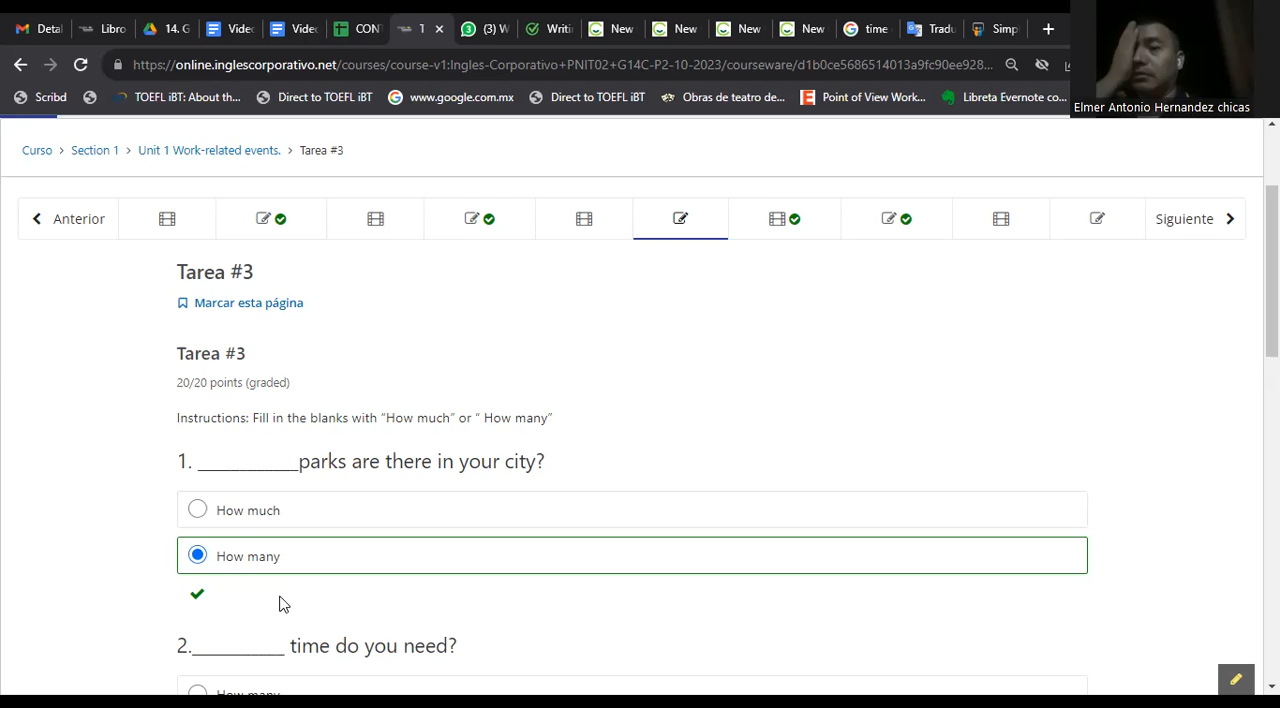 Detal Libro 14. G Videc Videc CON 1 (3) W Writi New New New New time Tradu Simp
https://online.inglescorporativo.net/courses/course-v1:Ingles-Corporativo+PNIT02+G14C-P2-10-2023/courseware/d1b0ce5686514013a9fc90ee928...
Scribd TOEFL iBT: About th... Direct to TOEFL iBT www.google.com.mx Direct to TOEFL iBT Obras de teatro de... Point of View Work... Libreta Evernote co...
Elmer Antonio Hernandez chicas
Curso > Section 1 > Unit 1 Work-related events. > Tarea #3
Anterior Siguiente
Tarea #3
Marcar esta página
Tarea #3
20/20 points (graded)
Instructions: Fill in the blanks with “How much” or “ How many”
1. ___________parks are there in your city?
How much
How many
2.__________ time do you need?
How many